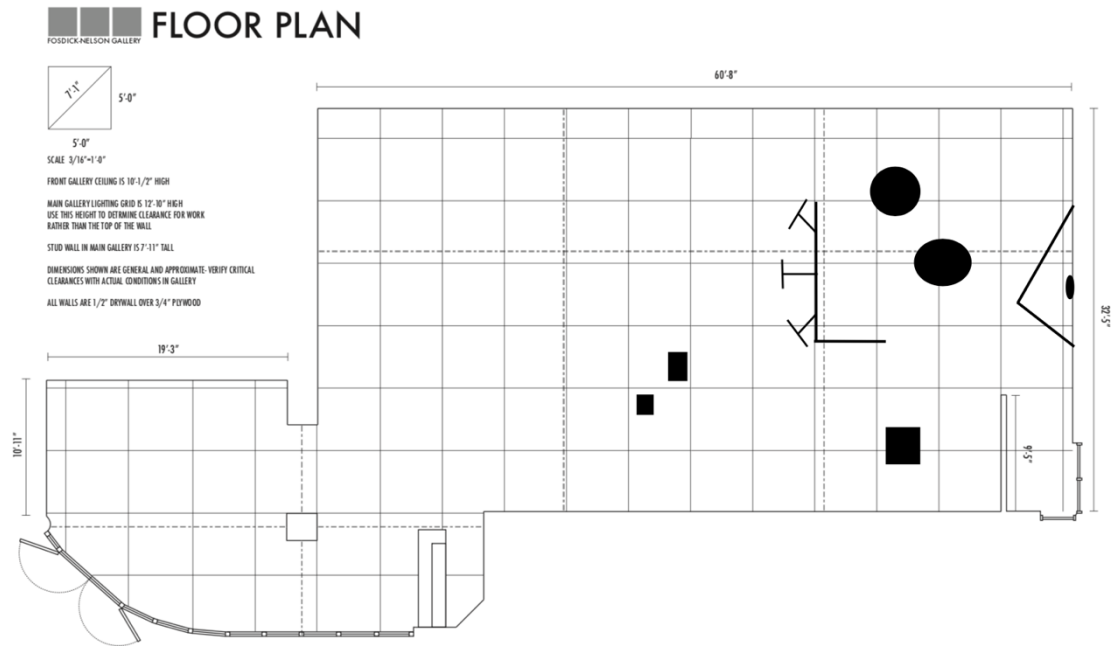 FLOOR PLAN
FOSDICK-NELSON GALLERY
60'-8"
7'-1"
5'-0"
5'-0"
SCALE 3/16"=1'-0"
FRONT GALLERY CEILING IS 10'-1/2" HIGH
MAIN GALLERY LIGHTING GRID IS 12'-10" HIGH
USE THIS HEIGHT TO DETRMINE CLEARANCE FOR WORK
RATHER THAN THE TOP OF THE WALL
STUD WALL IN MAIN GALLERY IS 7'-11" TALL
DIMENSIONS SHOWN ARE GENERAL AND APPROXIMATE- VERIFY CRITICAL
CLEARANCES WITH ACTUAL CONDITIONS IN GALLERY
ALL WALLS ARE 1/2" DRYWALL OVER 3/4" PLYWOOD
32'-5"
19'-3"
10'-11"
9'-5"